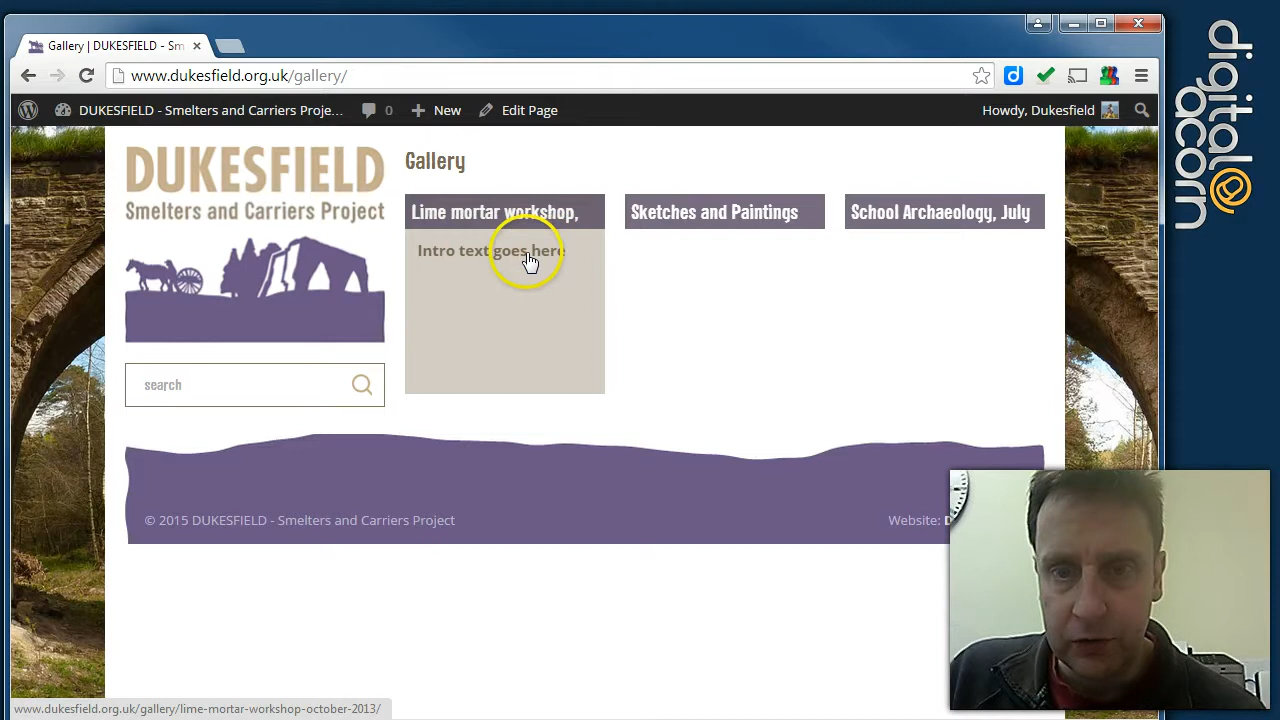 Gallery | DUKESFIELD - Sm
www.dukesfield.org.uk/gallery/
DUKESFIELD - Smelters and Carriers Proje... 0 New Edit Page Howdy, Dukesfield
DUKESFIELD
Smelters and Carriers Project
search
Gallery
Lime mortar workshop,
Intro text goes here
Sketches and Paintings
School Archaeology, July
© 2015 DUKESFIELD - Smelters and Carriers Project
Website: D
www.dukesfield.org.uk/gallery/lime-mortar-workshop-october-2013/
digital
acorn